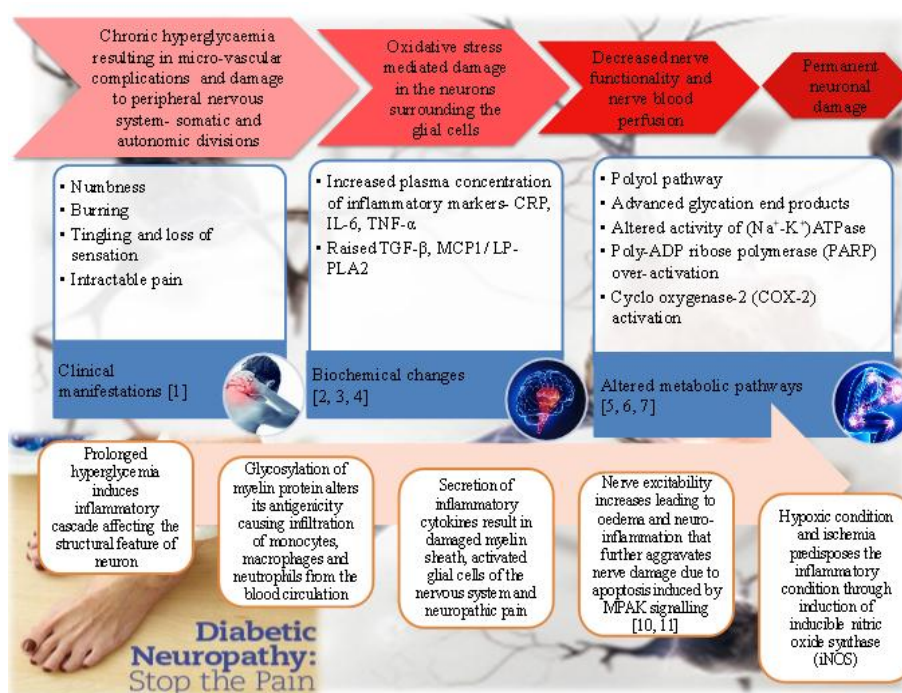 Chronic hyperglycaemia
resulting in micro-vascular
complications and damage
to peripheral nervous
system- somatic and
autonomic divisions
Oxidative stress
mediated damage
in the neurons
surrounding the
glial cells
Decreased nerve
functionality and
nerve blood
perfusion
Permanent
neuronal
damage
▪ Numbness
▪ Burning
▪ Tingling and loss of
sensation
▪ Intractable pain
Clinical
manifestations [1]
▪ Increased plasma concentration
of inflammatory markers- CRP,
IL-6, TNF-α
▪ Raised TGF-β, MCP1/ LP-
PLA2
Biochemical changes
[2, 3, 4]
▪ Polyol pathway
▪ Advanced glycation end products
▪ Altered activity of (Na⁺-K⁺)ATPase
▪ Poly-ADP ribose polymerase (PARP)
over-activation
▪ Cyclo oxygenase-2 (COX-2)
activation
Altered metabolic pathways
[5, 6, 7]
Prolonged
hyperglycemia
induces
inflammatory
cascade affecting the
structural feature of
neuron
Glycosylation of
myelin protein alters
its antigenicity
causing infiltration
of monocytes,
macrophages and
neutrophils from the
blood circulation
Secretion of
inflammatory
cytokines result in
damaged myelin
sheath, activated
glial cells of the
nervous system and
neuropathic pain
Nerve excitability
increases leading to
oedema and neuro-
inflammation that
further aggravates
nerve damage due to
apoptosis induced by
MPAK signalling
[10, 11]
Hypoxic condition
and ischemia
predisposes the
inflammatory
condition through
induction of
inducible nitric
oxide synthase
(iNOS)
Diabetic
Neuropathy:
Stop the Pain